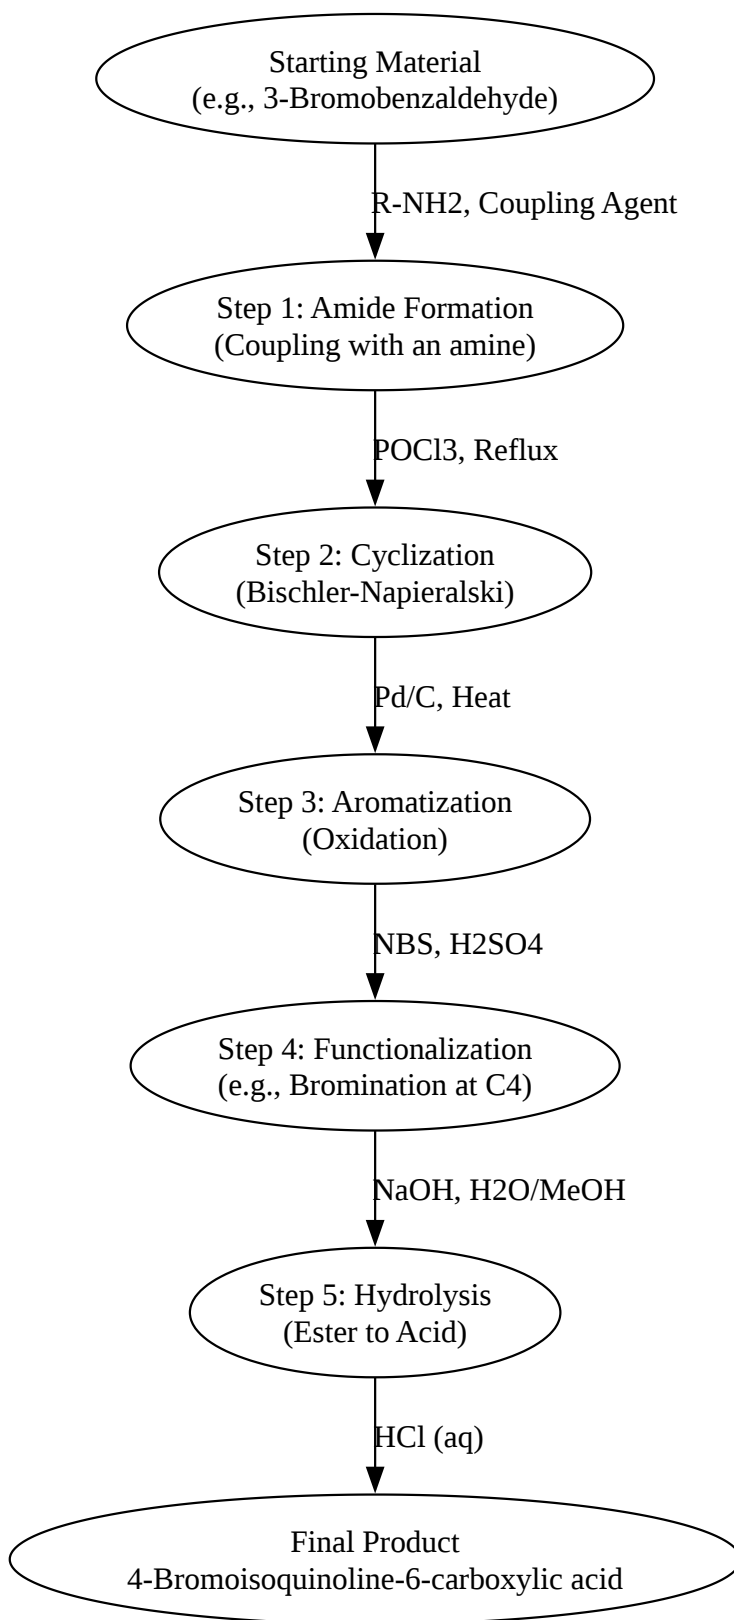 Starting Material
(e.g., 3-Bromobenzaldehyde)
R-NH2, Coupling Agent
Step 1: Amide Formation
(Coupling with an amine)
POCl3, Reflux
Step 2: Cyclization
(Bischler-Napieralski)
Pd/C, Heat
Step 3: Aromatization
(Oxidation)
NBS, H2SO4
Step 4: Functionalization
(e.g., Bromination at C4)
NaOH, H2O/MeOH
Step 5: Hydrolysis
(Ester to Acid)
HCl (aq)
Final Product
4-Bromoisoquinoline-6-carboxylic acid